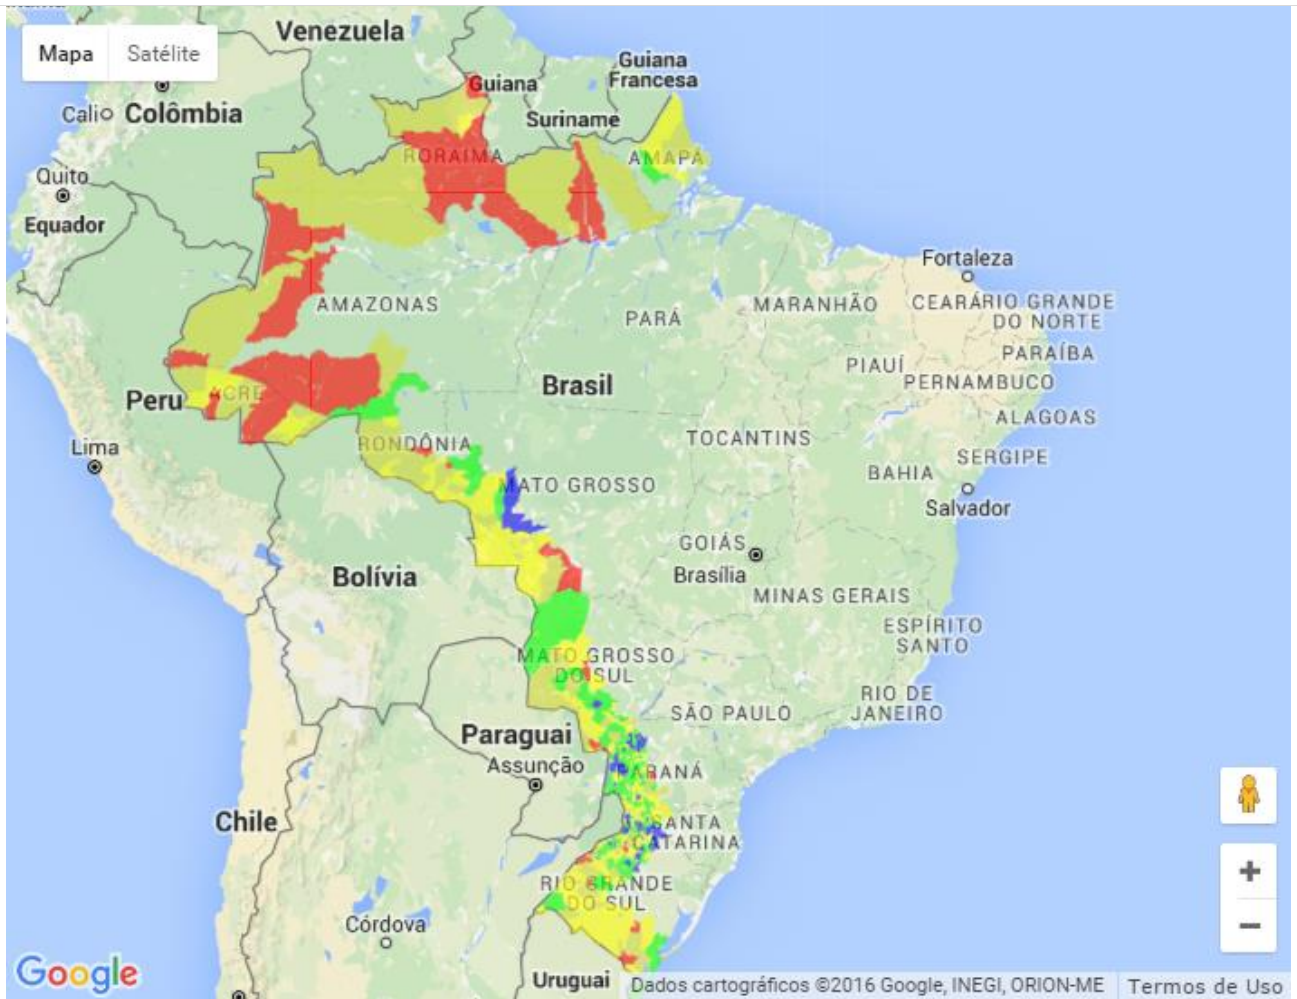 Venezuela
Mapa
Satélite
Guiana
Guiana
Francesa
Cali
Colômbia
Suriname
RORAIMA
AMAPÁ
Quito
Equador
Fortaleza
AMAZONAS
PARÁ
MARANHÃO
CEARÁ
RIO GRANDE
DO NORTE
PIAUÍ
PARAÍBA
PERNAMBUCO
Peru
ACRE
Brasil
ALAGOAS
Lima
RONDÔNIA
TOCANTINS
SERGIPE
BAHIA
MATO GROSSO
Salvador
GOIÁS
Brasília
Bolívia
MINAS GERAIS
ESPÍRITO
SANTO
MATO GROSSO
DO SUL
RIO DE
JANEIRO
SÃO PAULO
Paraguai
Assunção
PARANÁ
Chile
SANTA
CATARINA
RIO GRANDE
DO SUL
Córdova
+
−
Google
Uruguai
Dados cartográficos ©2016 Google, INEGI, ORION-ME
Termos de Uso